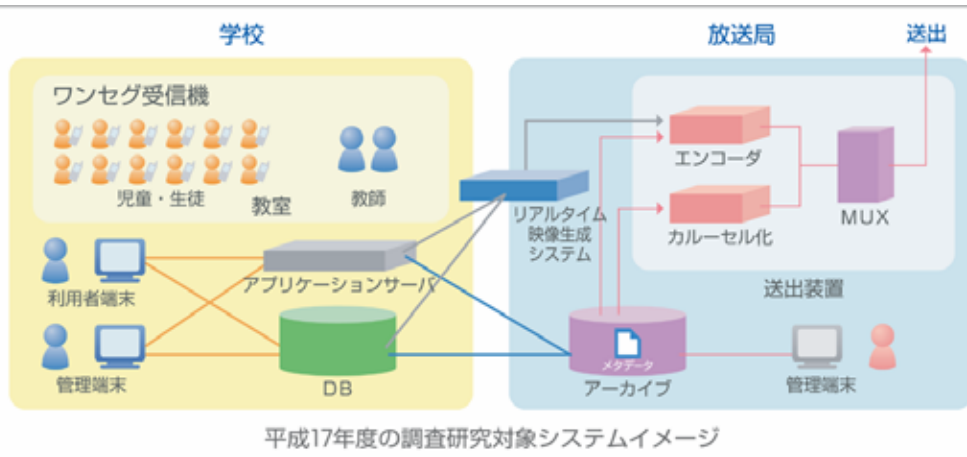 学校
放送局
送出
ワンセグ受信機
児童・生徒
教室
教師
エンコーダ
カルーセル化
MUX
送出装置
リアルタイム
映像生成
システム
アプリケーションサーバ
利用者端末
管理端末
DB
メタデータ
アーカイブ
管理端末
平成17年度の調査研究対象システムイメージ